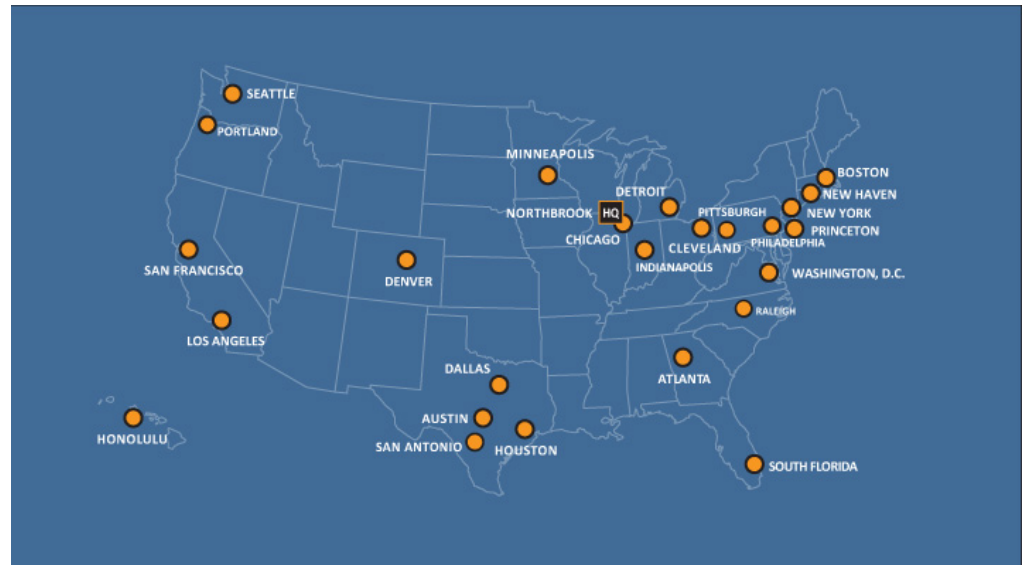 SEATTLE
PORTLAND
MINNEAPOLIS
BOSTON
DETROIT
NEW HAVEN
NORTHBROOK HQ
PITTSBURGH
NEW YORK
CHICAGO
CLEVELAND
PHILADELPHIA
PRINCETON
SAN FRANCISCO
DENVER
INDIANAPOLIS
WASHINGTON, D.C.
RALEIGH
LOS ANGELES
DALLAS
ATLANTA
AUSTIN
HONOLULU
SAN ANTONIO
HOUSTON
SOUTH FLORIDA